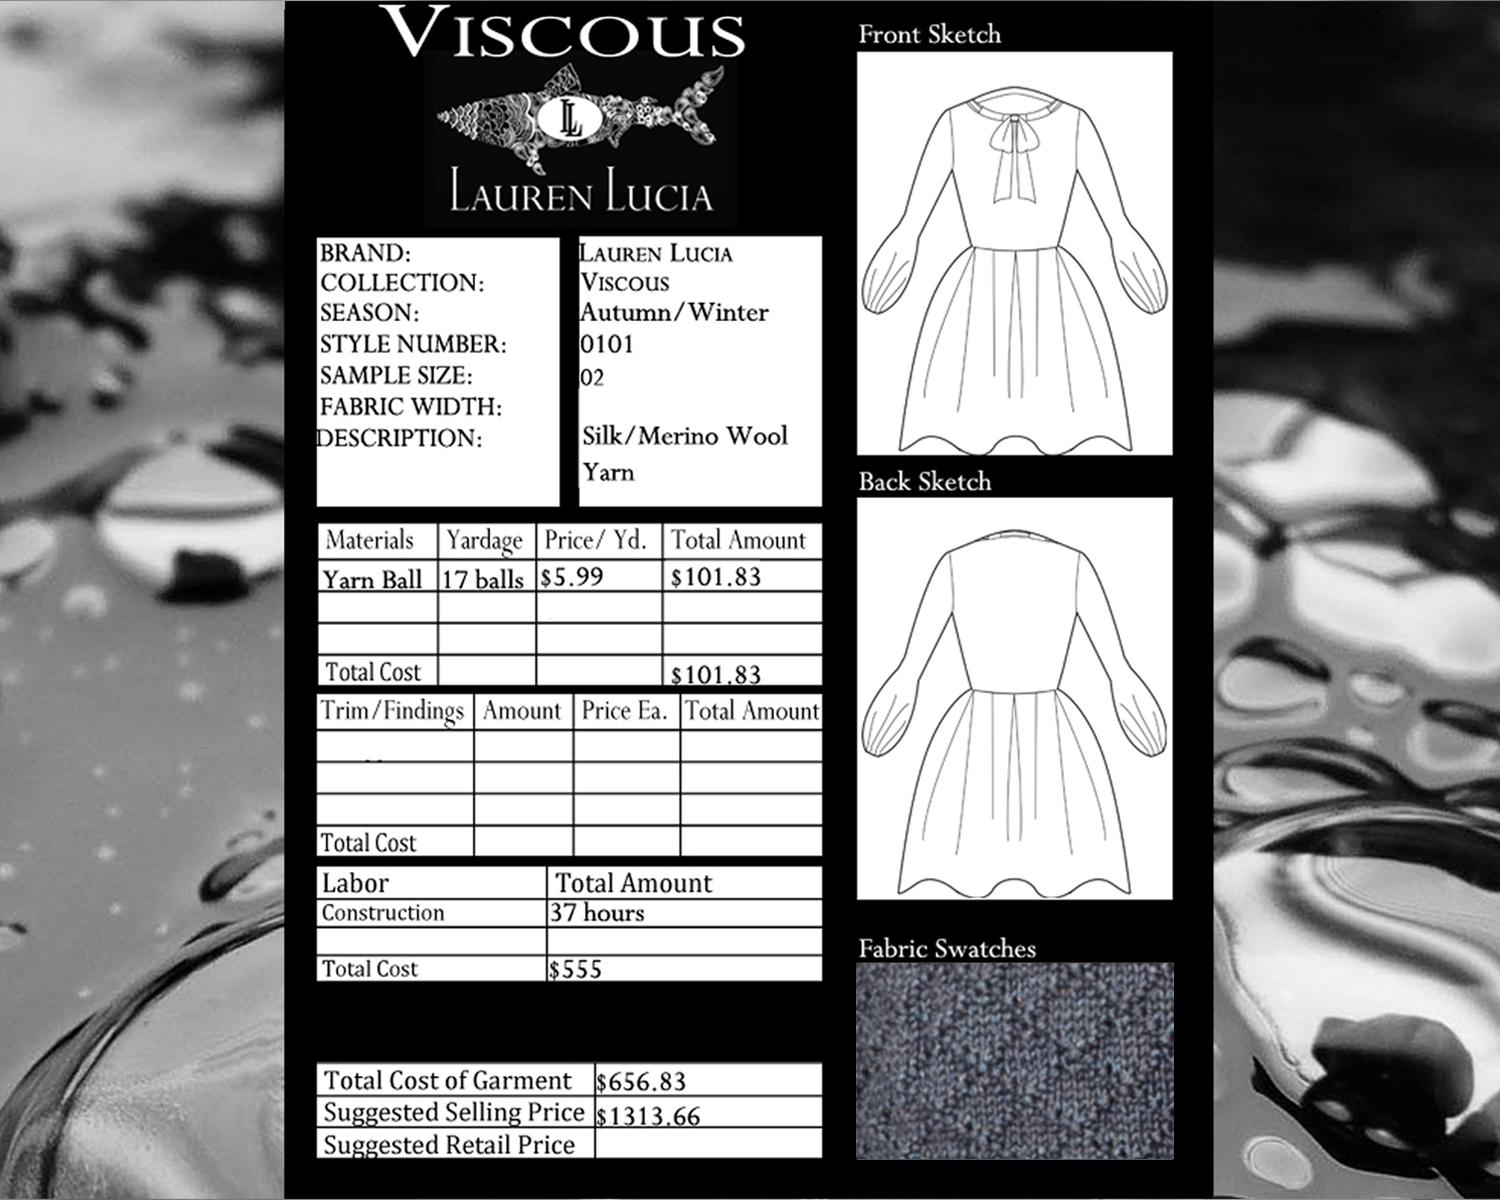 VISCOUS
LL
LAUREN LUCIA
BRAND: LAUREN LUCIA
COLLECTION: VISCOUS
SEASON: Autumn/Winter
STYLE NUMBER: 0101
SAMPLE SIZE: 02
FABRIC WIDTH:
DESCRIPTION: Silk/Merino Wool
Yarn
Materials Yardage Price/ Yd. Total Amount
Yarn Ball 17 balls $5.99 $101.83
Total Cost $101.83
Trim/Findings Amount Price Ea. Total Amount
Total Cost
Labor Total Amount
Construction 37 hours
Total Cost $555
Total Cost of Garment $656.83
Suggested Selling Price $1313.66
Suggested Retail Price
Front Sketch
Back Sketch
Fabric Swatches